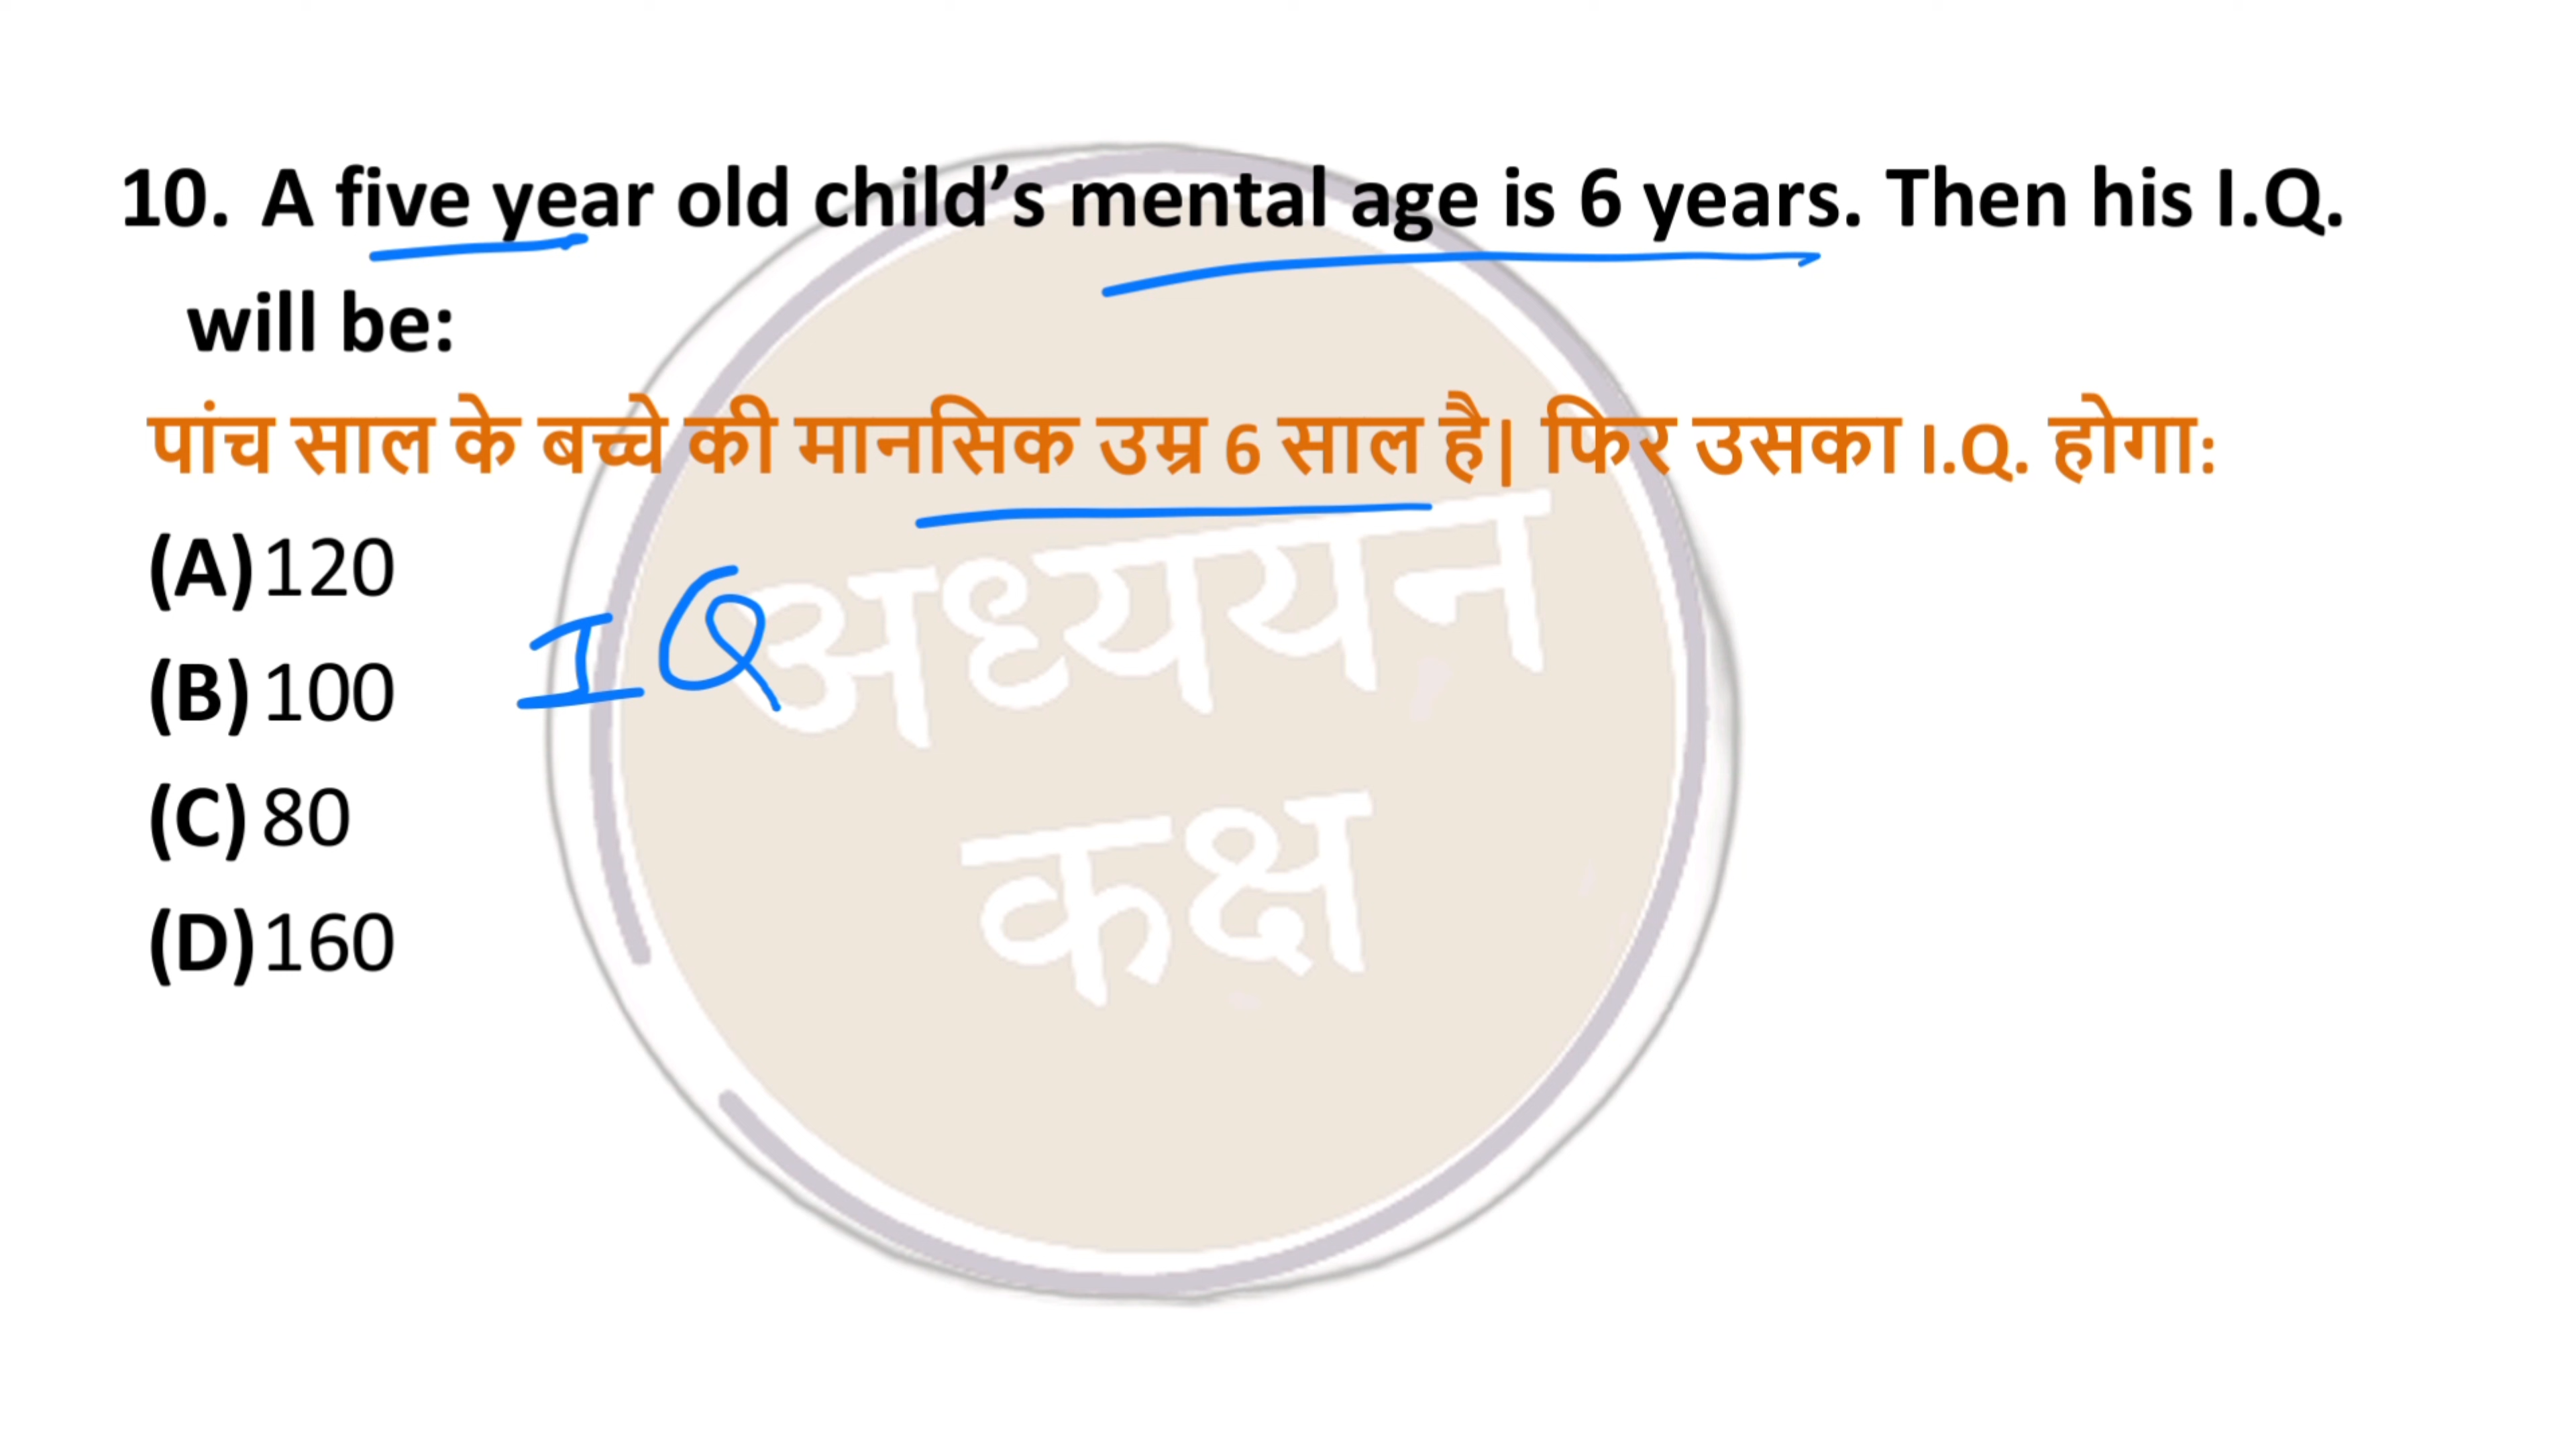 10. A five year old child’s mental age is 6 years. Then his I.Q.
will be:
पांच साल के बच्चे की मानसिक उम्र 6 साल है| फिर उसका I.Q. होगा:
(A) 120
(B) 100
(C) 80
(D) 160
IQ
अध्ययन
कक्ष